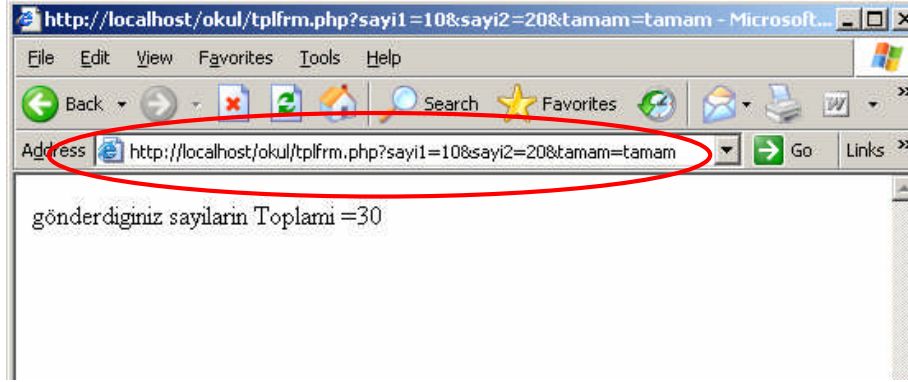 http://localhost/okul/tplfrm.php?sayi1=10&sayi2=20&tamam=tamam - Microsoft...
File Edit View Favorites Tools Help
Back Search Favorites
Address http://localhost/okul/tplfrm.php?sayi1=10&sayi2=20&tamam=tamam Go Links »
gönderdiginiz sayilarin Toplami =30